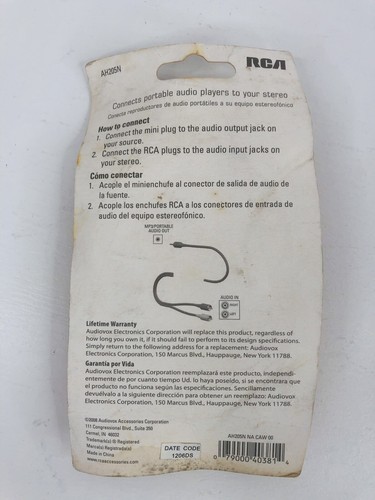 AH205N
RCA
Connects portable audio players to your stereo
Conecta reproductores de audio portátiles a su equipo estereofónico
How to connect
1. Connect the mini plug to the audio output jack on
your source.
2. Connect the RCA plugs to the audio input jacks on
your stereo.
Cómo conectar
1. Acople el minienchufe al conector de salida de audio de
la fuente.
2. Acople los enchufes RCA a los conectores de entrada de
audio del equipo estereofónico.
MP3/PORTABLE
AUDIO OUT
AUDIO IN
RIGHT
LEFT
Lifetime Warranty
Audiovox Electronics Corporation will replace this product, regardless of
how long you own it, if it should fail to perform to its design specifications.
Simply return to the following address for a replacement: Audiovox
Electronics Corporation, 150 Marcus Blvd., Hauppauge, New York 11788.
Garantía por Vida
Audiovox Electronics Corporation reemplazará este producto, independi-
entemente de por cuanto tiempo Ud. lo haya poseído, si se encontrara que
el producto no funciona según las especificaciones. Sencillamente
devuélvalo a la siguiente dirección para obtener un reemplazo: Audiovox
Electronics Corporation, 150 Marcus Blvd., Hauppauge, New York 11788.
©2008 Audiovox Accessories Corporation
111 Congressional Blvd., Suite 350
Carmel, IN 46032
Trademark(s) ® Registered
Marca(s) Registrada(s)
Made in China
www.rcaaccessories.com
DATE CODE
1206DS
AH205N NA CAW 00
0 79000 40381 6